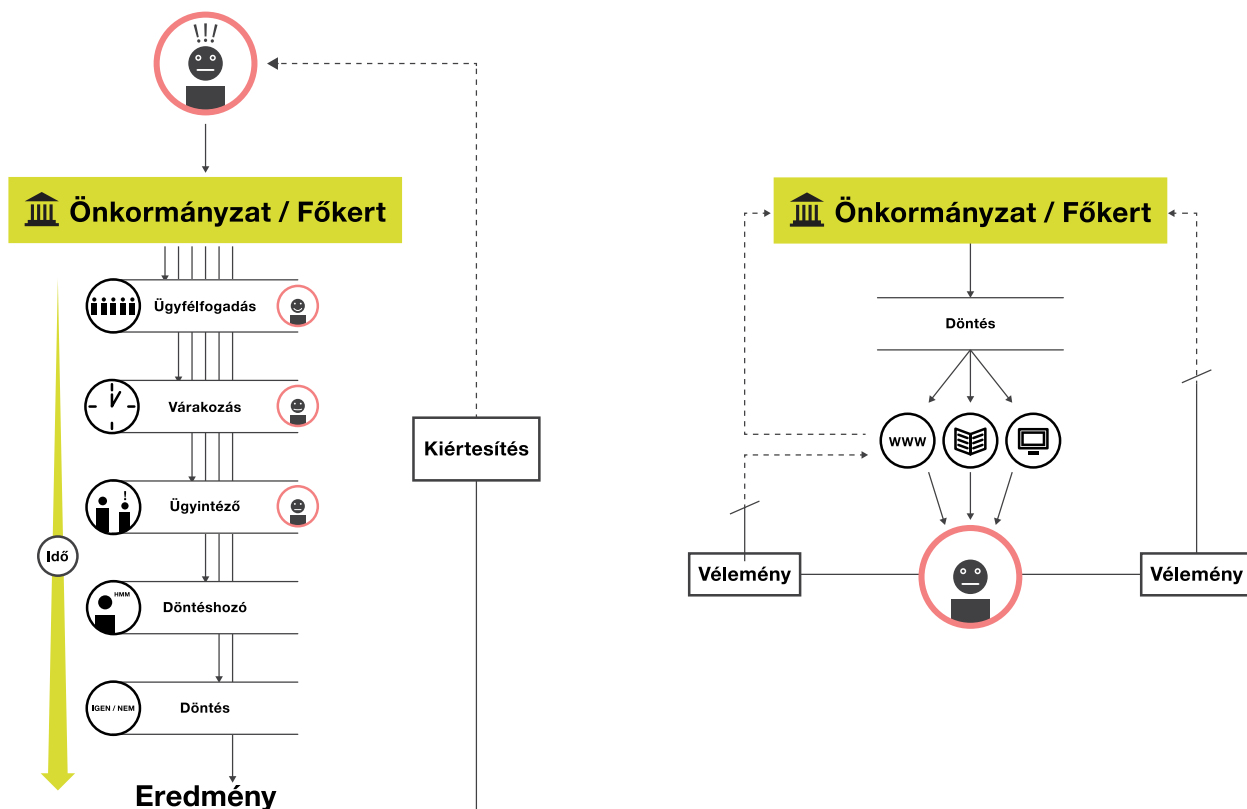 !!!
Önkormányzat / Főkert
Ügyfélfogadás
Várakozás
!
Ügyintéző
Idő
HMM
Döntéshozó
IGEN / NEM
Döntés
Eredmény
Kiértesítés
Önkormányzat / Főkert
Döntés
www
Vélemény
Vélemény